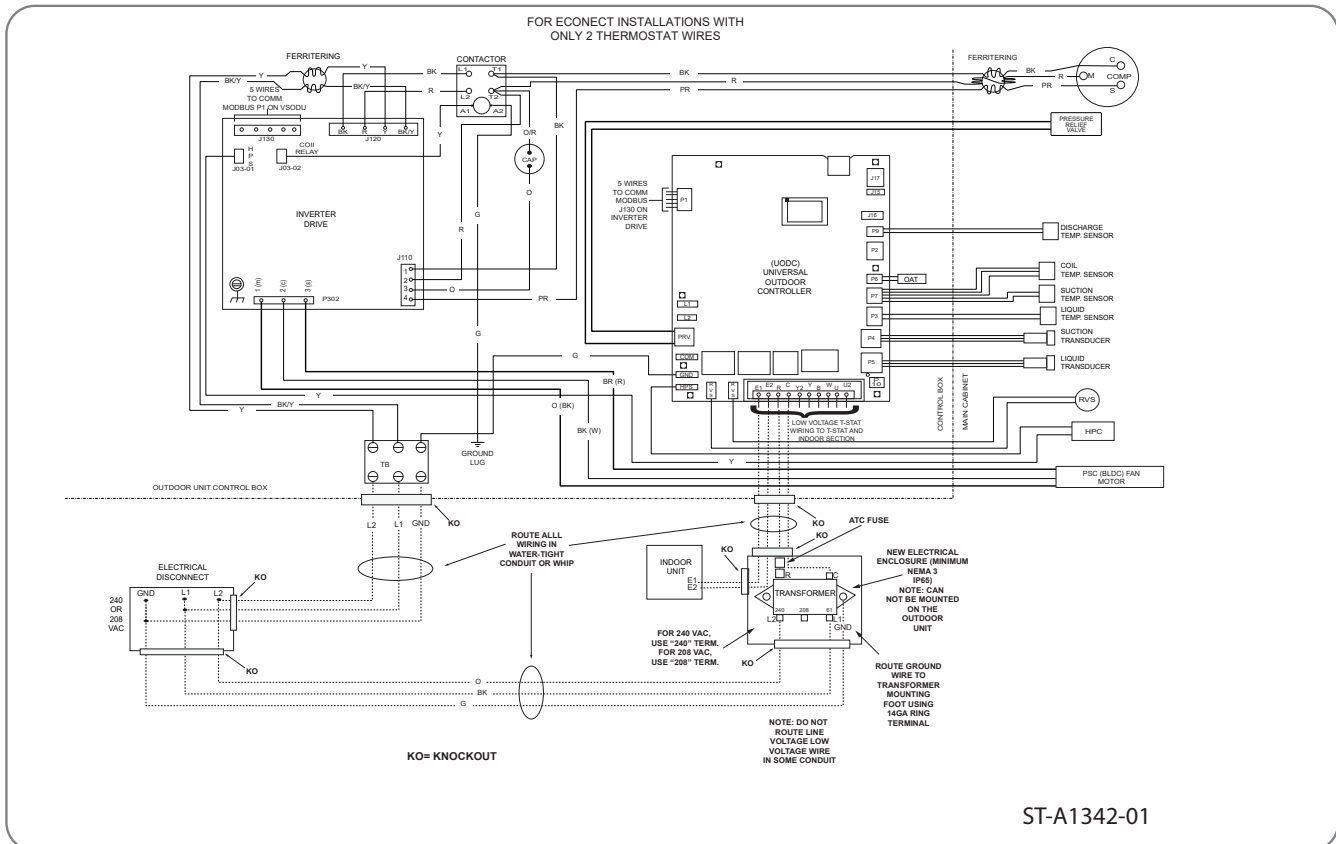 FOR ECONECT INSTALLATIONS WITH
ONLY 2 THERMOSTAT WIRES
FERRITERING
CONTACTOR
FERRITERING
Y
BK/Y
Y
BK/Y
5 WIRES
TO COMM
MODBUS P1 ON VSODU
L1
T1
L2
T2
A1
A2
BK
R
BK
R
PR
BK
R
PR
C
M
COMP
S
PRESSURE
RELIEF
VALVE
J130
BK
R
Y
BK/Y
J120
Y
O/R
BK
HPS
COII
RELAY
J03-01
J03-02
CAP
O
INVERTER
DRIVE
R
G
G
J110
1
2
3
4
O
PR
1 (m)
2 (c)
3 (s)
P302
5 WIRES
TO COMM
MODBUS
J130 ON
INVERTER
DRIVE
P1
(UODC)
UNIVERSAL
OUTDOOR
CONTROLLER
J17
J15
J16
P9
P2
P6
OAT
P7
P3
P4
P5
P10
L1
L2
PRV
COM
GND
HPS
RVS
RVS
E1
E2
R
C
Y2
Y
B
W
U
U2
LOW VOLTAGE T-STAT
WIRING TO T-STAT AND
INDOOR SECTION
DISCHARGE
TEMP. SENSOR
COIL
TEMP. SENSOR
SUCTION
TEMP. SENSOR
LIQUID
TEMP. SENSOR
SUCTION
TRANSDUCER
LIQUID
TRANSDUCER
CONTROL BOX
MAIN CABINET
RVS
HPC
PSC (BLDC) FAN
MOTOR
G
BR (R)
Y
O (BK)
BK (W)
Y
BK/Y
Y
TB
GROUND
LUG
OUTDOOR UNIT CONTROL BOX
L2
L1
GND
KO
ROUTE ALLL
WIRING IN
WATER-TIGHT
CONDUIT OR WHIP
KO
KO
ATC FUSE
ELECTRICAL
DISCONNECT
KO
GND
L1
L2
240
OR
208
VAC
KO
INDOOR
UNIT
E1
E2
KO
R
C
TRANSFORMER
240
208
61
L2
L1
GND
KO
NEW ELECTRICAL
ENCLOSURE (MINIMUM
NEMA 3
IP65)
NOTE: CAN
NOT BE MOUNTED
ON THE
OUTDOOR
UNIT
FOR 240 VAC,
USE “240” TERM.
FOR 208 VAC,
USE “208” TERM.
ROUTE GROUND
WIRE TO
TRANSFORMER
MOUNTING
FOOT USING
14GA RING
TERMINAL
O
BK
G
NOTE: DO NOT
ROUTE LINE
VOLTAGE LOW
VOLTAGE WIRE
IN SOME CONDUIT
KO= KNOCKOUT
ST-A1342-01